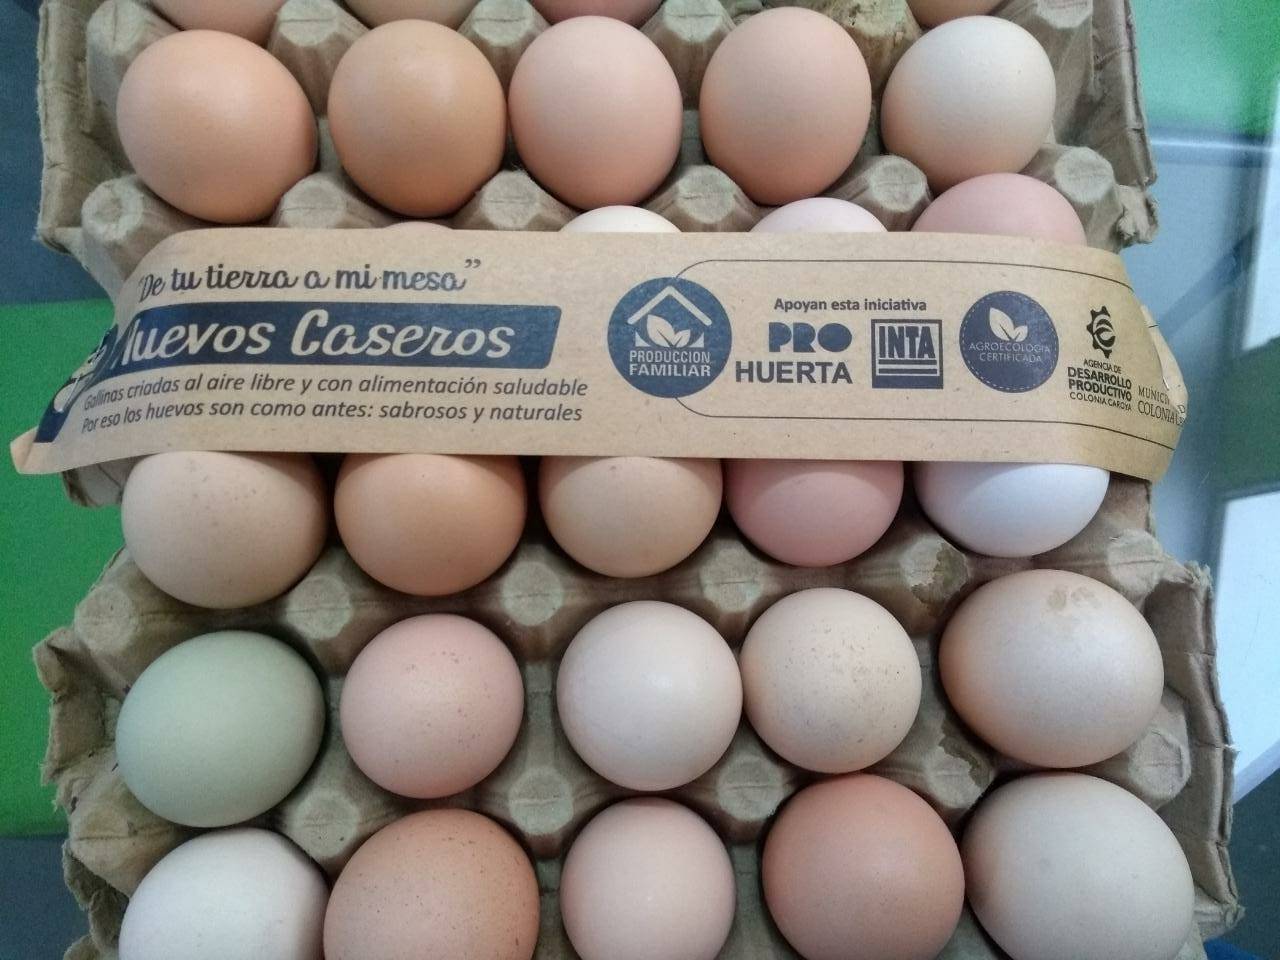 "De tu tierra a mi mesa"
Huevos Caseros
Gallinas criadas al aire libre y con alimentación saludable
Por eso los huevos son como antes: sabrosos y naturales
PRODUCCION
FAMILIAR
Apoyan esta iniciativa
PRO
HUERTA
INTA
AGROECOLOGÍA
CERTIFICADA
AGENCIA DE
DESARROLLO
PRODUCTIVO
COLONIA CAROYA
COLONIA